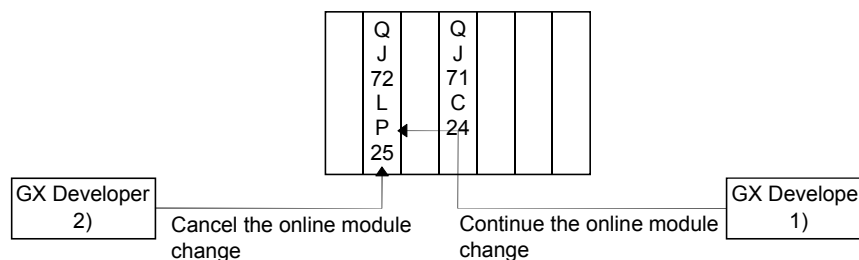 Q
J
72
L
P
25
Q
J
71
C
24
GX Developer
2)
Cancel the online module
change
Continue the online module
change
GX Develope
1)